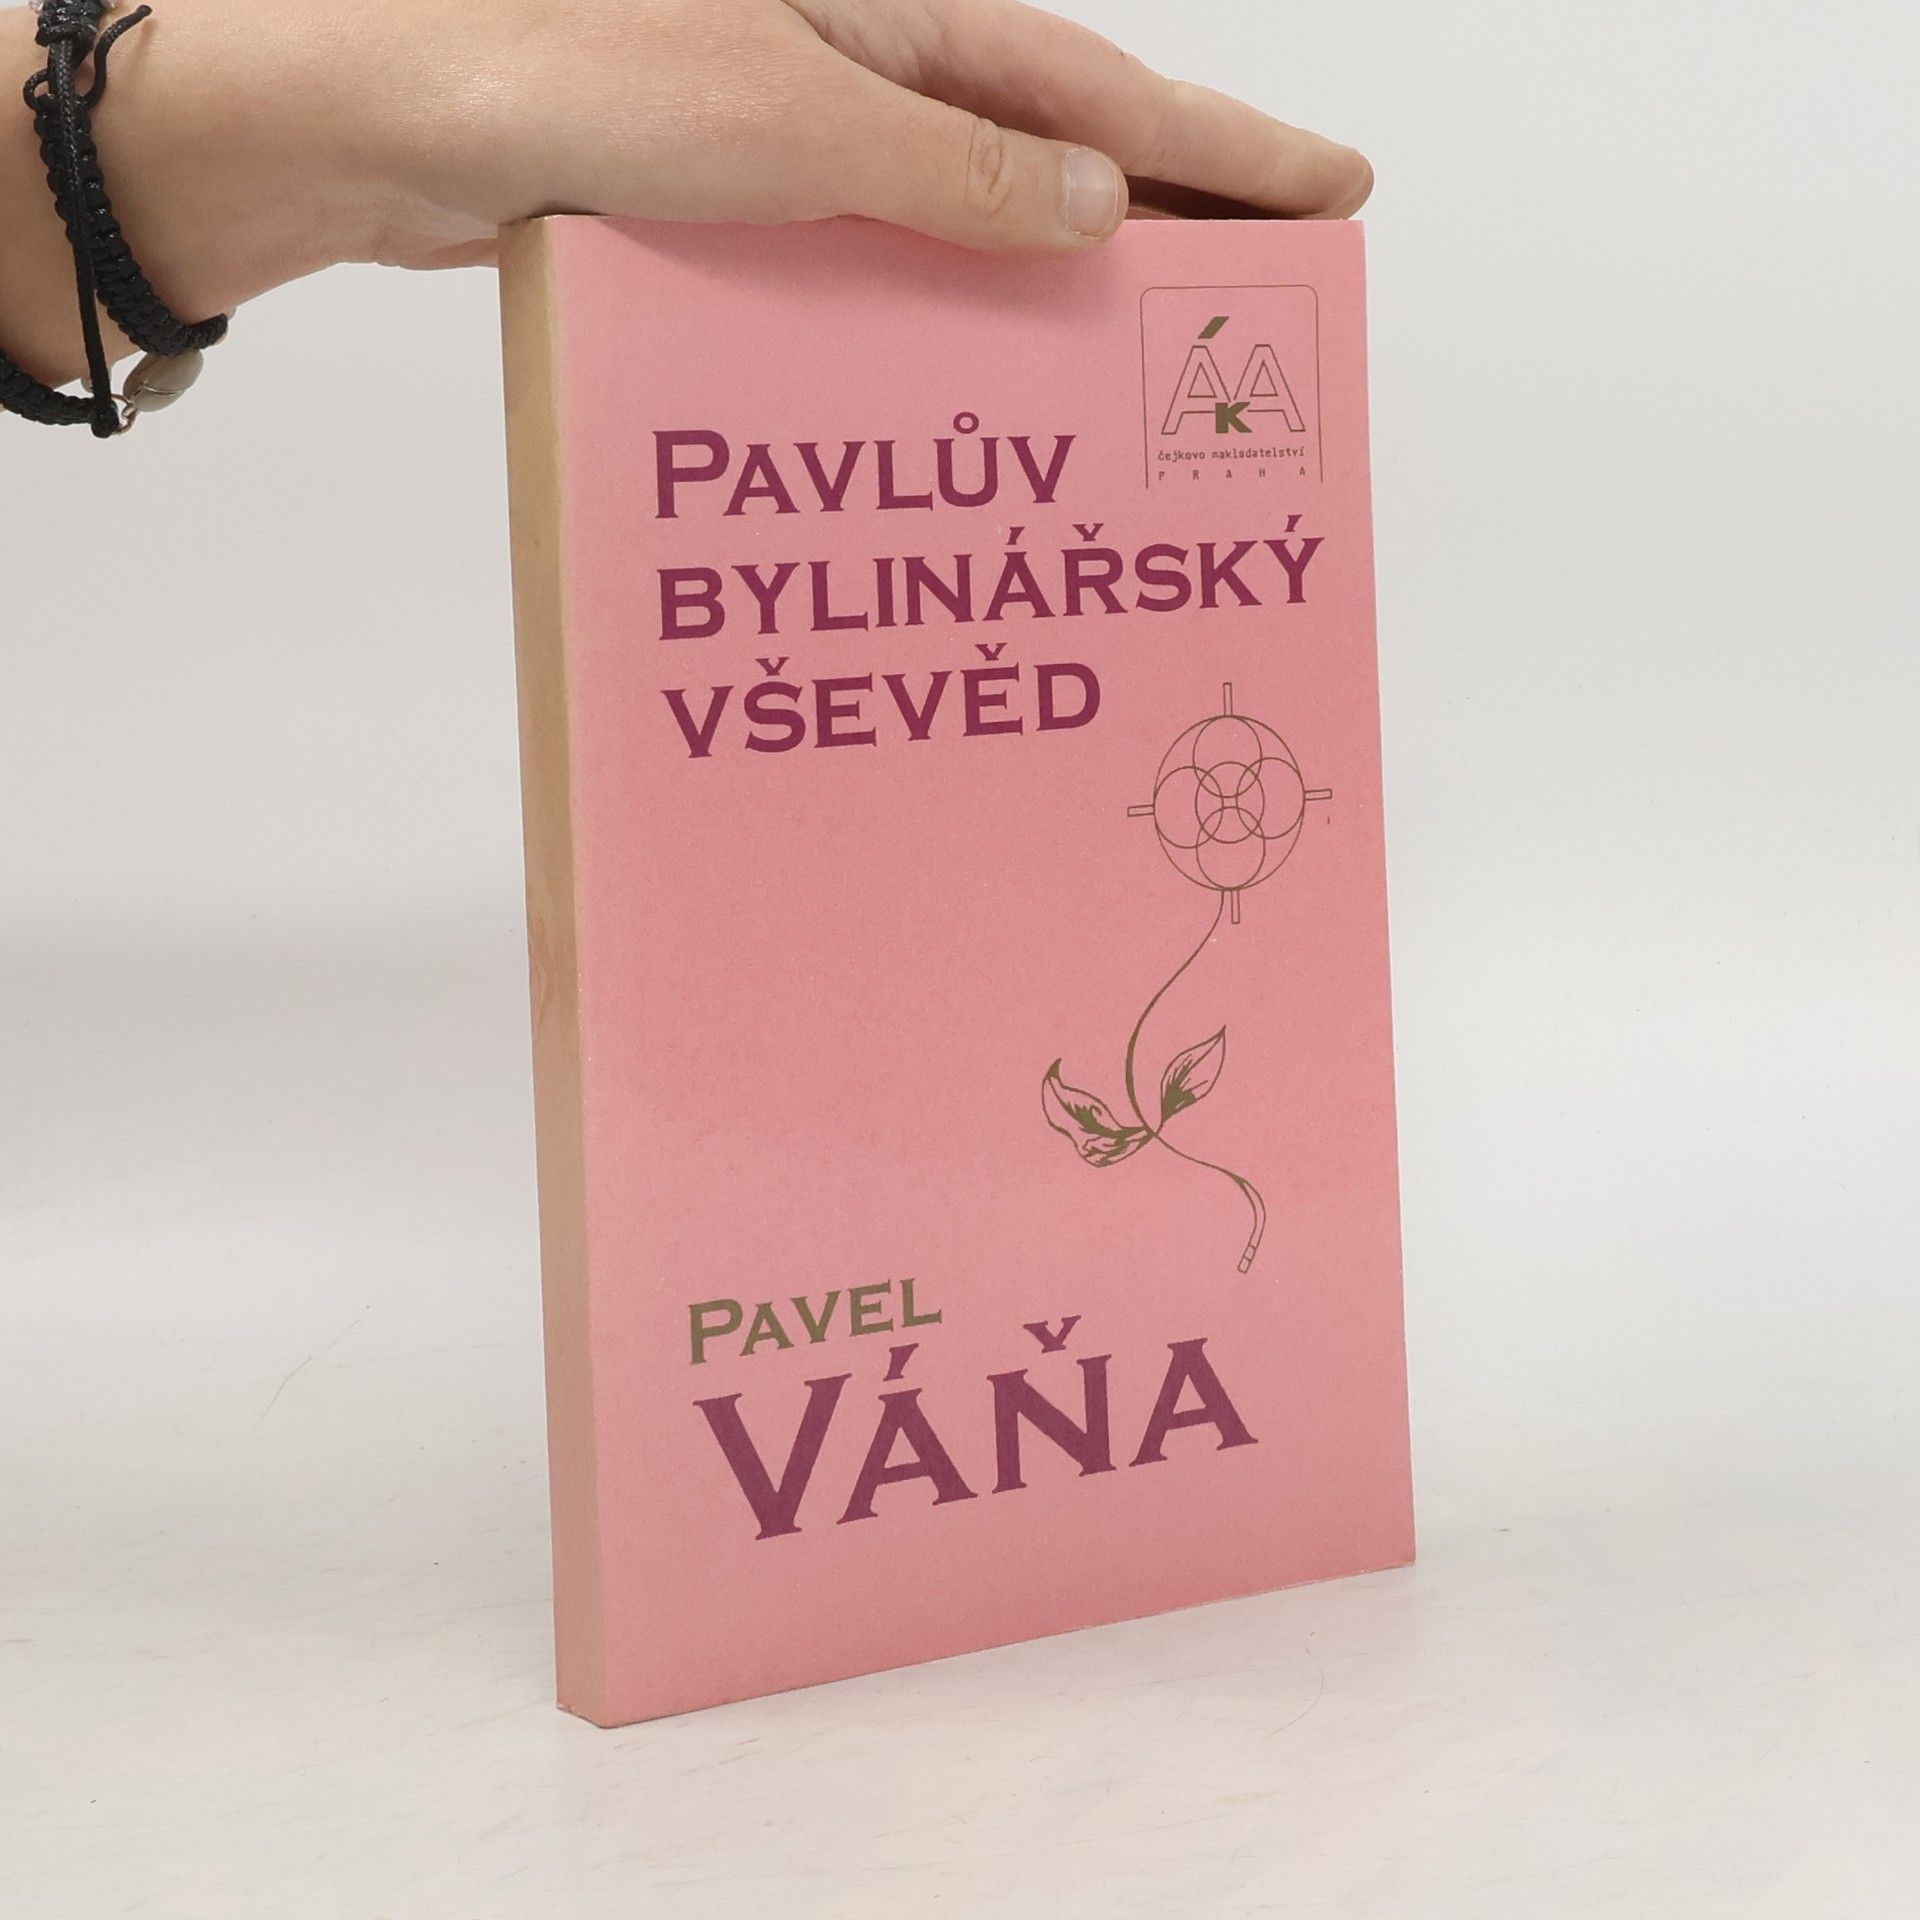 ÁKA
čejkovo nakladatelství
PRAHA
PAVLŮV
BYLINÁŘSKÝ
VŠEVĚD
PAVEL
VÁŇA